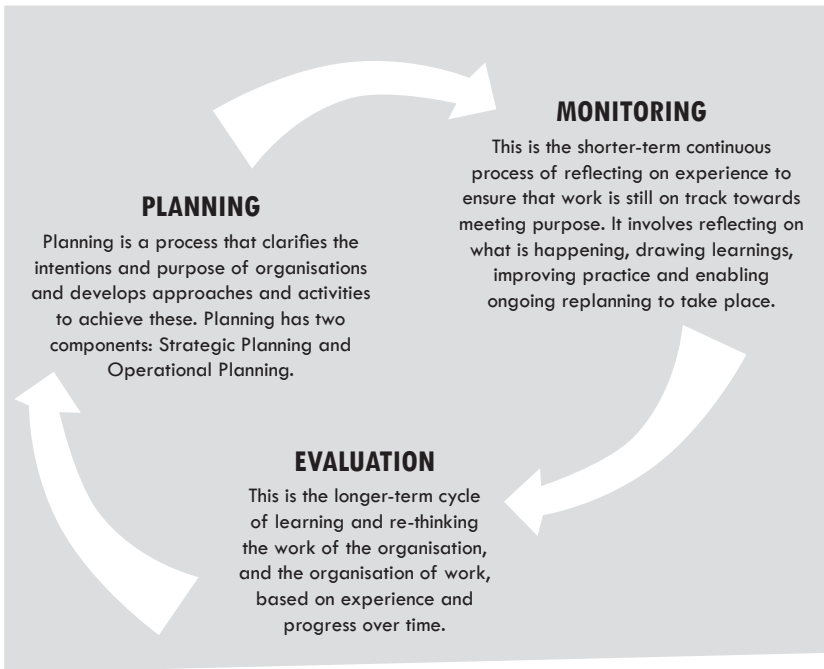 PLANNING
Planning is a process that clarifies the
intentions and purpose of organisations
and develops approaches and activities
to achieve these. Planning has two
components: Strategic Planning and
Operational Planning.
MONITORING
This is the shorter-term continuous
process of reflecting on experience to
ensure that work is still on track towards
meeting purpose. It involves reflecting on
what is happening, drawing learnings,
improving practice and enabling
ongoing replanning to take place.
EVALUATION
This is the longer-term cycle
of learning and re-thinking
the work of the organisation,
and the organisation of work,
based on experience and
progress over time.